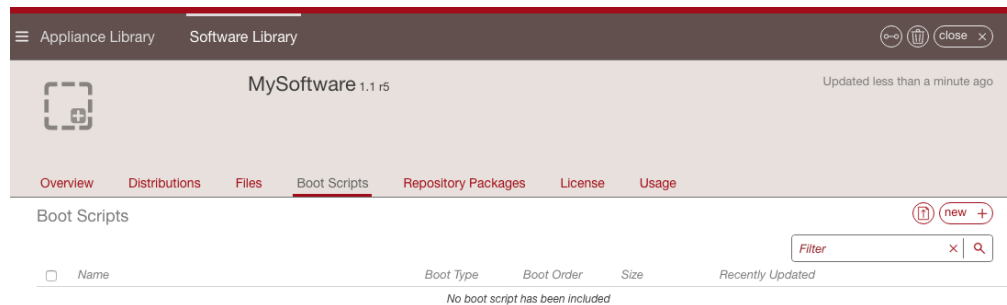 Appliance Library Software Library close ×
MySoftware 1.1 r5 Updated less than a minute ago
Overview Distributions Files Boot Scripts Repository Packages License Usage
Boot Scripts new +
Filter ×
Name Boot Type Boot Order Size Recently Updated
No boot script has been included